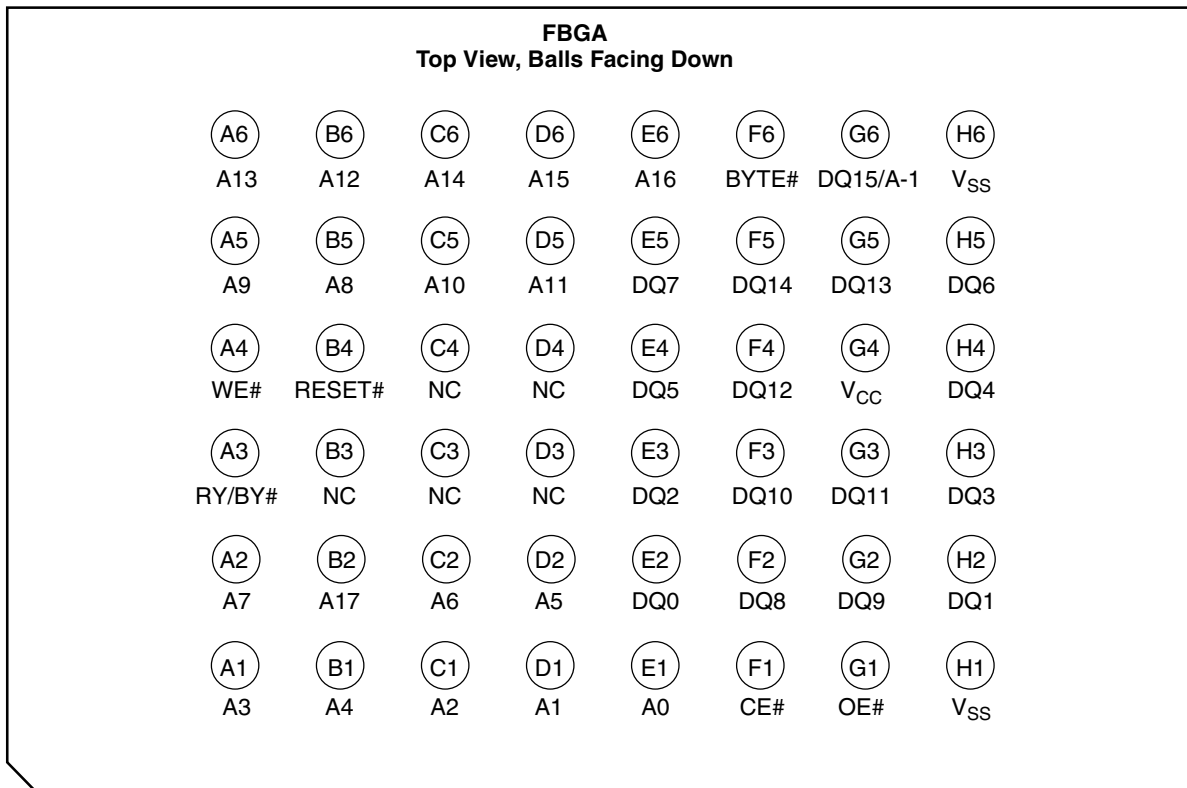 FBGA
Top View, Balls Facing Down
A6 B6 C6 D6 E6 F6 G6 H6
A13 A12 A14 A15 A16 BYTE# DQ15/A-1 VSS
A5 B5 C5 D5 E5 F5 G5 H5
A9 A8 A10 A11 DQ7 DQ14 DQ13 DQ6
A4 B4 C4 D4 E4 F4 G4 H4
WE# RESET# NC NC DQ5 DQ12 VCC DQ4
A3 B3 C3 D3 E3 F3 G3 H3
RY/BY# NC NC NC DQ2 DQ10 DQ11 DQ3
A2 B2 C2 D2 E2 F2 G2 H2
A7 A17 A6 A5 DQ0 DQ8 DQ9 DQ1
A1 B1 C1 D1 E1 F1 G1 H1
A3 A4 A2 A1 A0 CE# OE# VSS